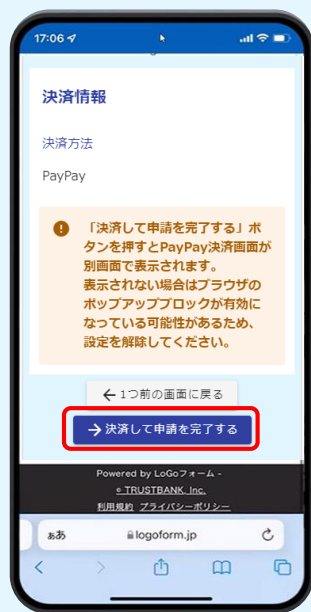 17:06
決済情報
決済方法
PayPay
「決済して申請を完了する」ボ
タンを押すとPayPay決済画面が
別画面で表示されます。
表示されない場合はブラウザの
ポップアップブロックが有効に
なっている可能性があるため、
設定を解除してください。
← 1つ前の画面に戻る
→ 決済して申請を完了する
Powered by LoGoフォーム -
© TRUSTBANK, Inc.
利用規約 プライバシーポリシー
ぁあ logoform.jp